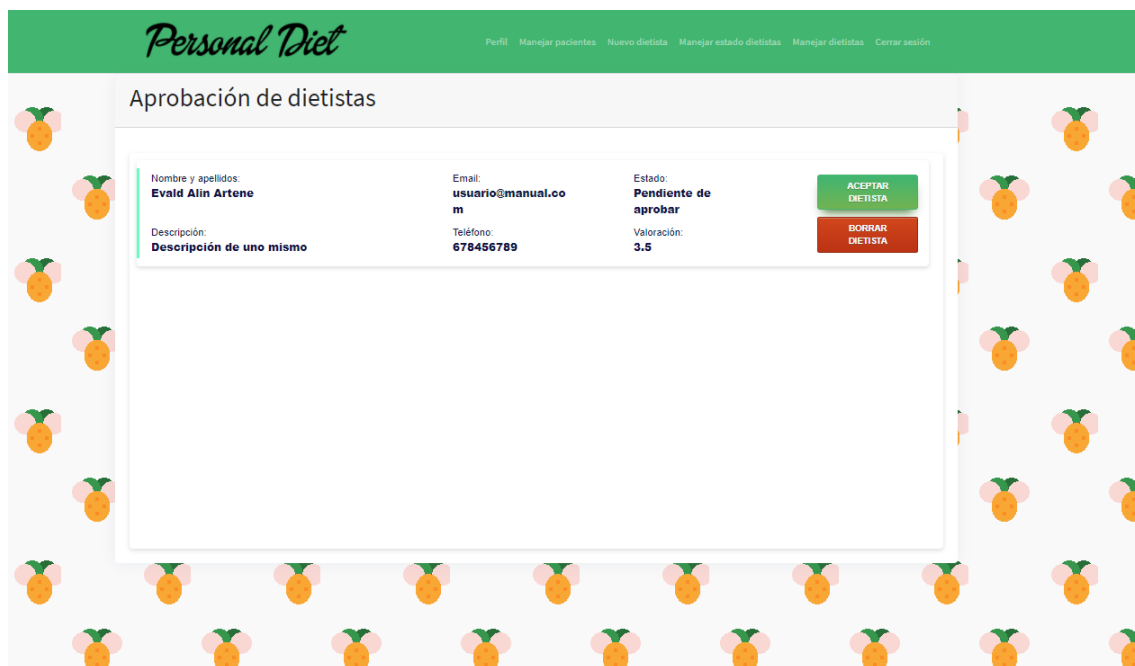 Personal Diet
Perfil Manejar pacientes Nuevo dietista Manejar estado dietistas Manejar dietistas Cerrar sesión
Aprobación de dietistas
Nombre y apellidos:
Evald Alin Artene
Email:
usuario@manual.co
m
Estado:
Pendiente de
aprobar
ACEPTAR
DIETISTA
Descripción:
Descripción de uno mismo
Teléfono:
678456789
Valoración:
3.5
BORRAR
DIETISTA